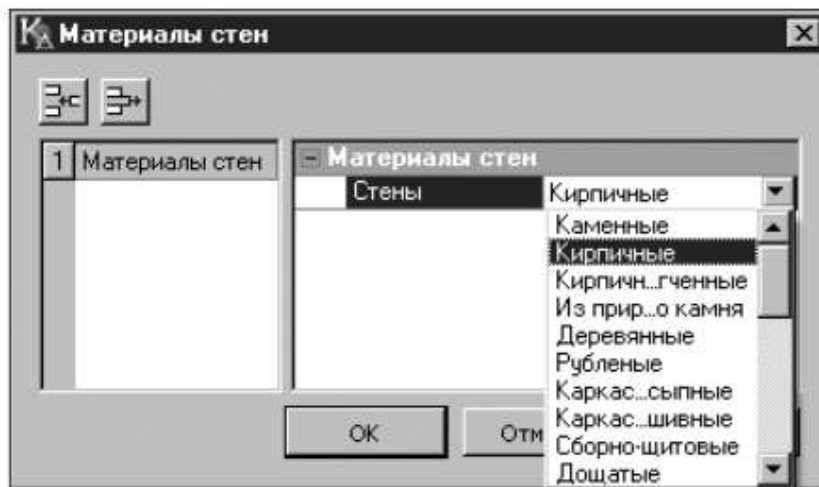 Материалы стен
1 Материалы стен
Материалы стен
Стены Кирпичные
Каменные
Кирпичные
Кирпичн...гченные
Из прир...о камня
Деревянные
Рубленые
Каркас...сыпные
Каркас...шивные
Сборно-щитовые
Дощатые
OK Отм